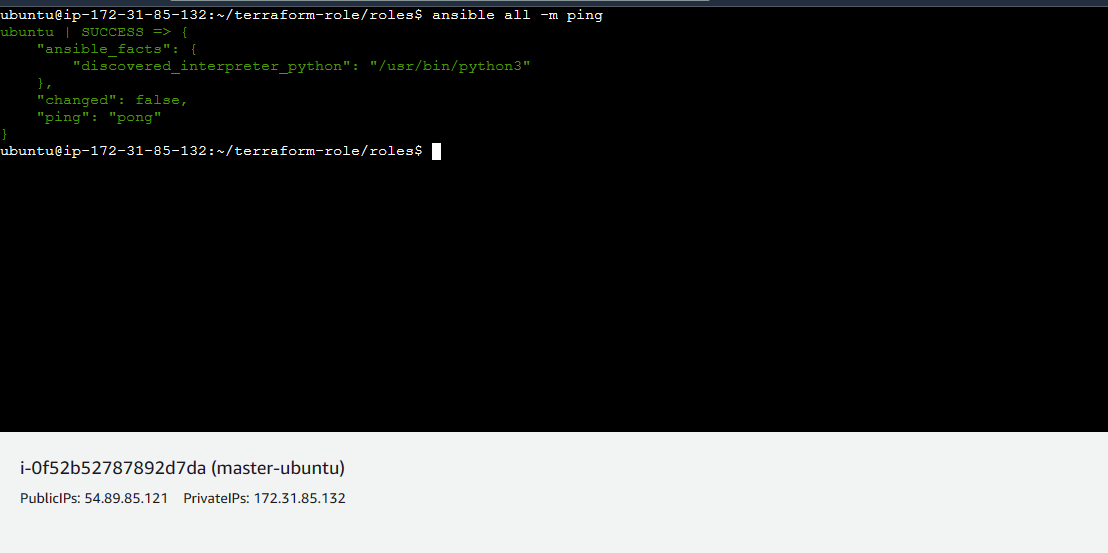 ubuntu@ip-172-31-85-132:~/terraform-role/roles$ ansible all -m ping
ubuntu | SUCCESS => {
    "ansible_facts": {
        "discovered_interpreter_python": "/usr/bin/python3"
    },
    "changed": false,
    "ping": "pong"
}
ubuntu@ip-172-31-85-132:~/terraform-role/roles$
i-0f52b52787892d7da (master-ubuntu)
PublicIPs: 54.89.85.121    PrivateIPs: 172.31.85.132